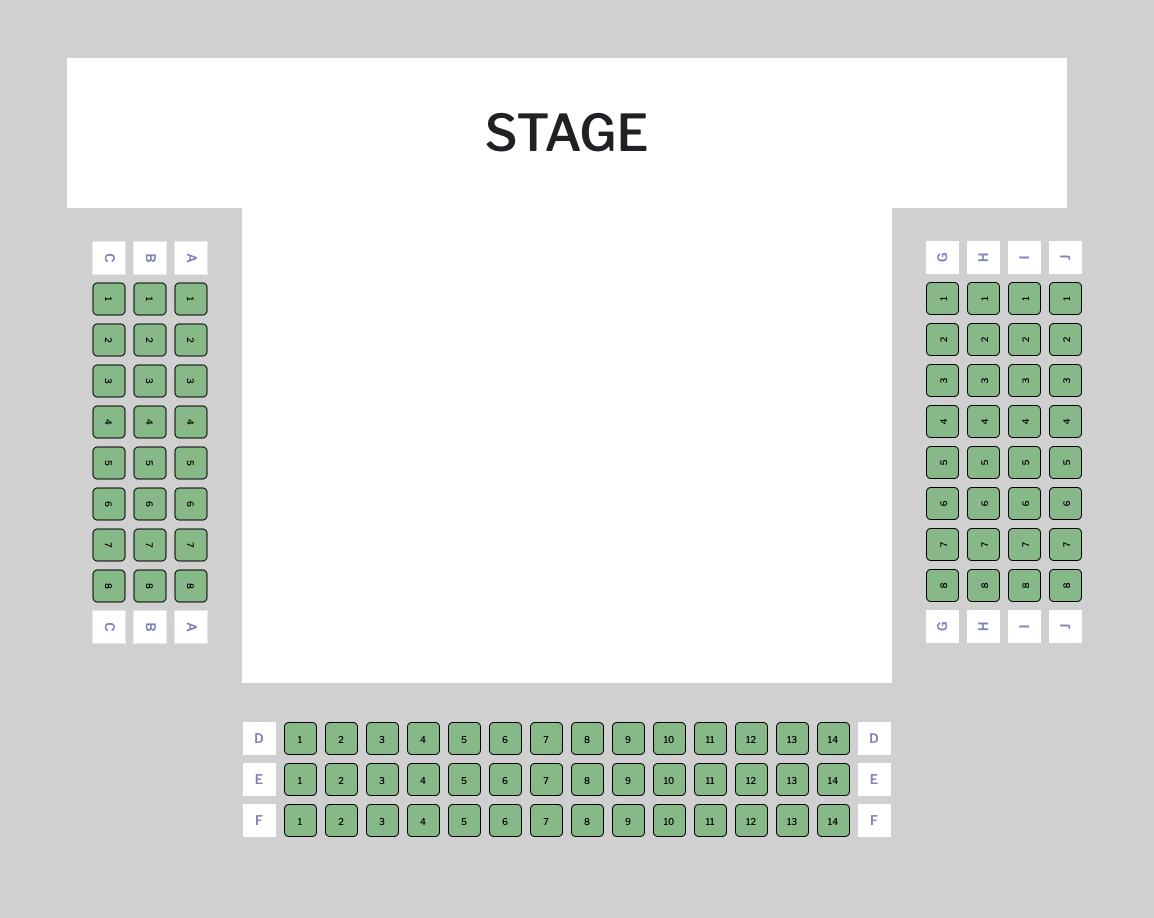 STAGE
C B A G H I J
1 1 1 1 1 1 1
2 2 2 2 2 2 2
3 3 3 3 3 3 3
4 4 4 4 4 4 4
5 5 5 5 5 5 5
6 6 6 6 6 6 6
7 7 7 7 7 7 7
8 8 8 8 8 8 8
C B A G H I J
D 1 2 3 4 5 6 7 8 9 10 11 12 13 14 D
E 1 2 3 4 5 6 7 8 9 10 11 12 13 14 E
F 1 2 3 4 5 6 7 8 9 10 11 12 13 14 F